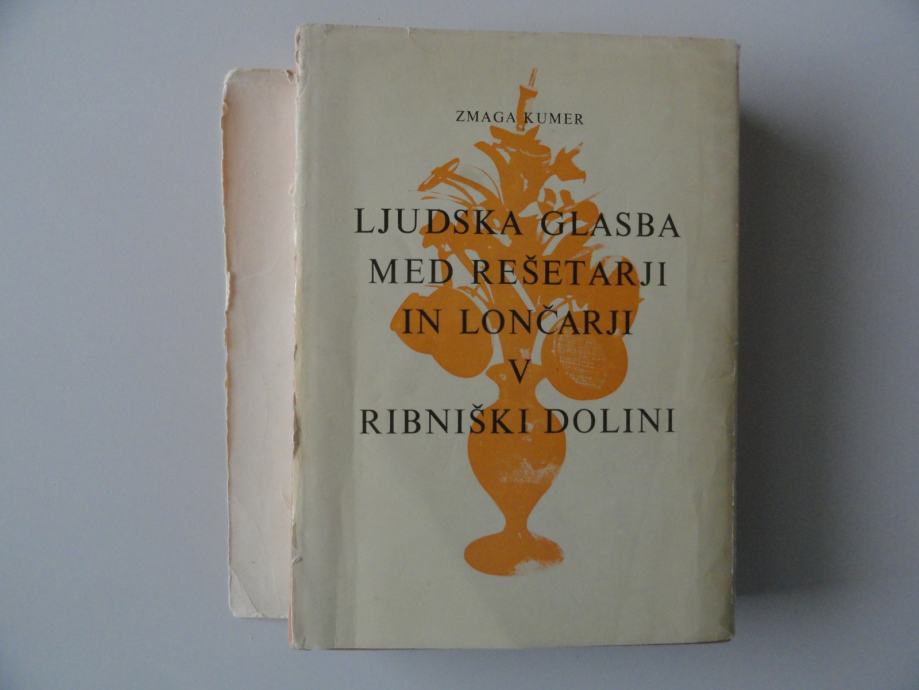 ZMAGA KUMER
LJUDSKA GLASBA
MED REŠETARJI
IN LONČARJI
V
RIBNIŠKI DOLINI